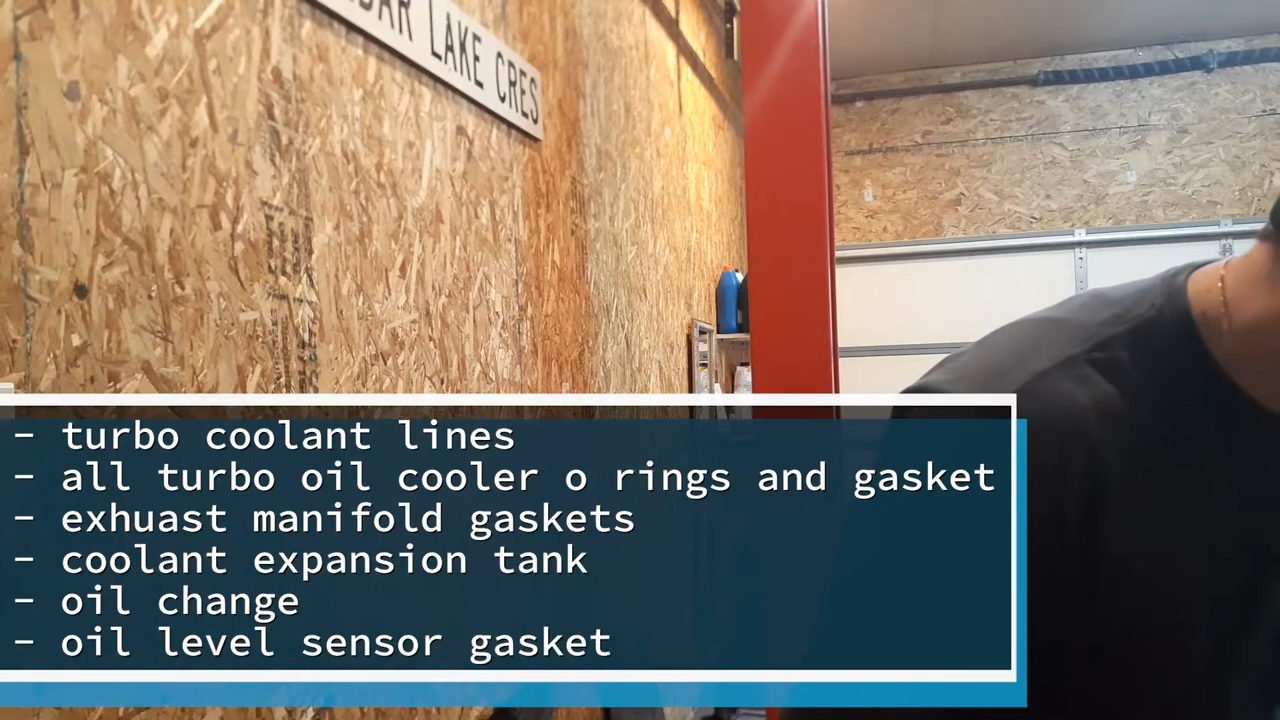 LAKE CRES
- turbo coolant lines
- all turbo oil cooler o rings and gasket
- exhuast manifold gaskets
- coolant expansion tank
- oil change
- oil level sensor gasket